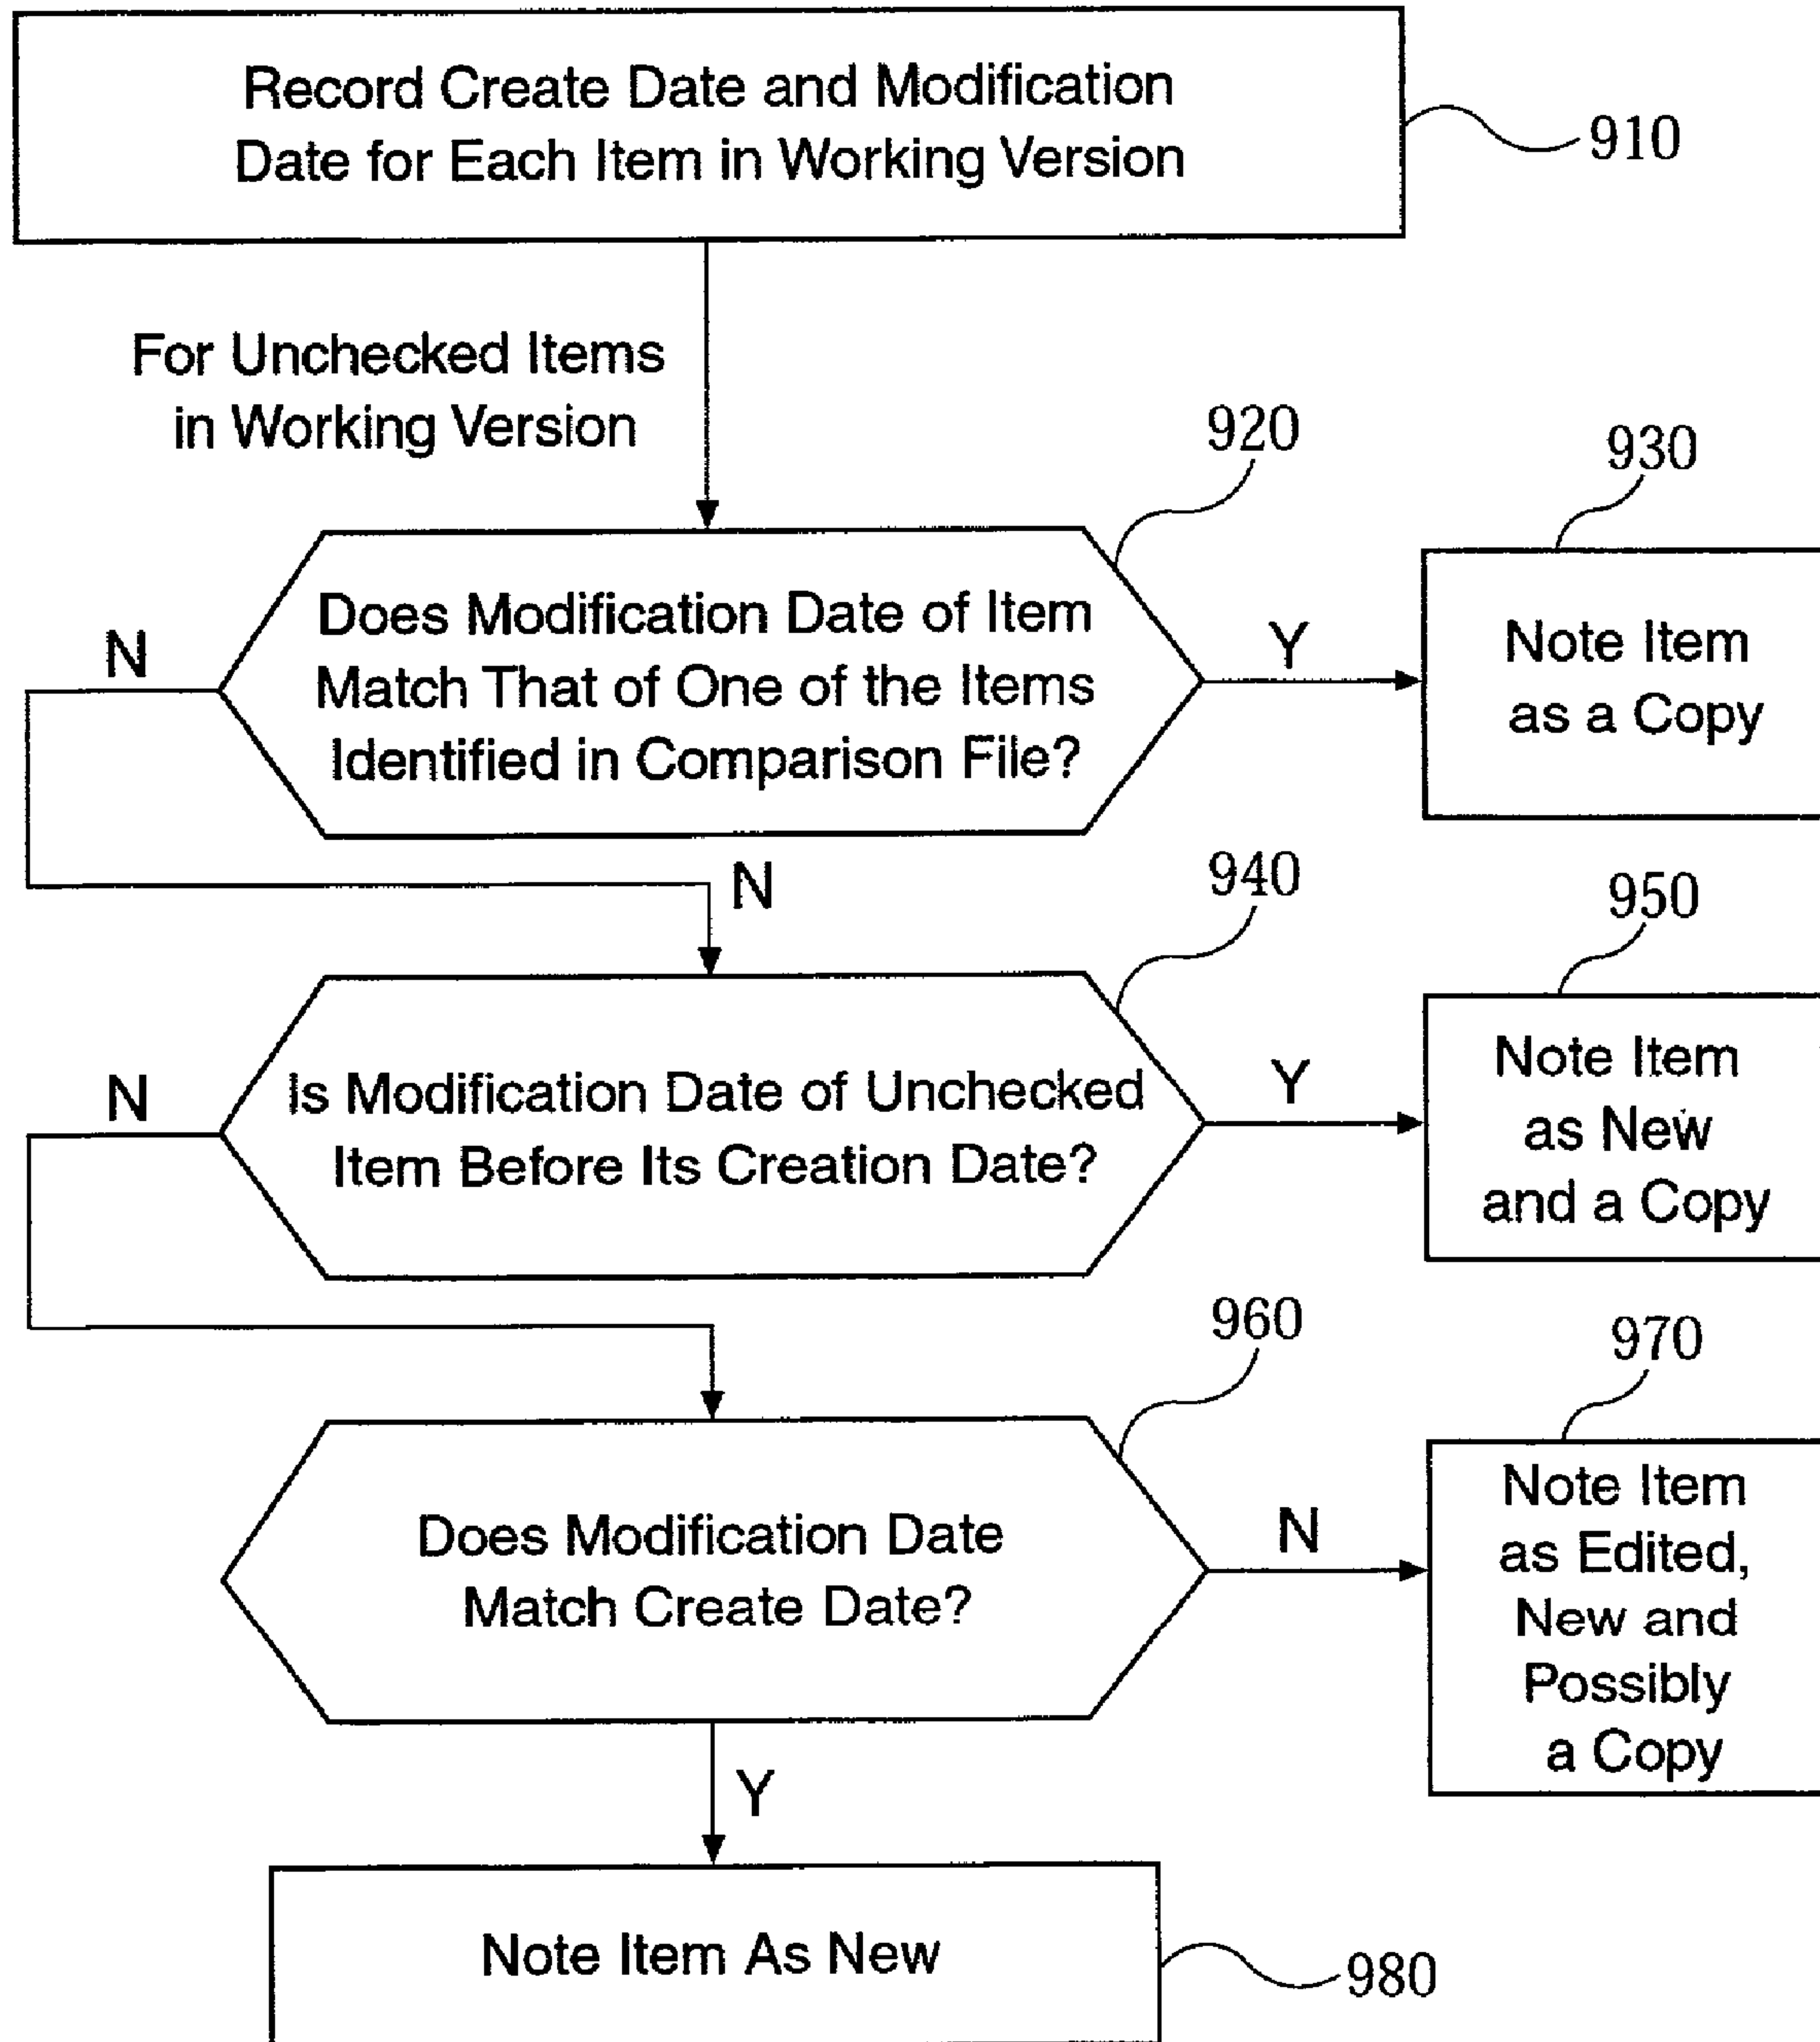 Record Create Date and Modification
Date for Each Item in Working Version
910
For Unchecked Items
in Working Version
920
930
Does Modification Date of Item
Match That of One of the Items
Identified in Comparison File?
N
Y
Note Item
as a Copy
N
940
950
Is Modification Date of Unchecked
Item Before Its Creation Date?
N
Y
Note Item
as New
and a Copy
960
970
Does Modification Date
Match Create Date?
N
Note Item
as Edited,
New and
Possibly
a Copy
Y
Note Item As New
980